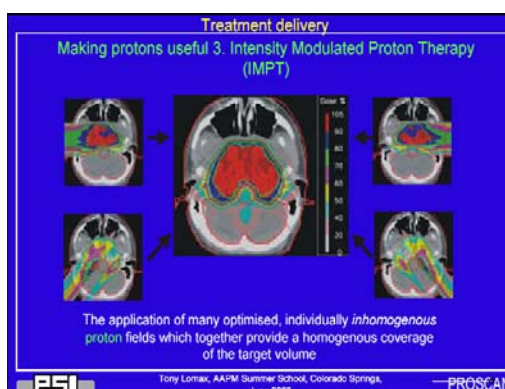 Treatment delivery
Making protons useful 3. Intensity Modulated Proton Therapy
(IMPT)
Dose %
105
95
90
80
70
60
50
40
30
The application of many optimised, individually inhomogenous
proton fields which together provide a homogenous coverage
of the target volume
PSI
Tony Lomax, AAPM Summer School, Colorado Springs,
PROSCAN